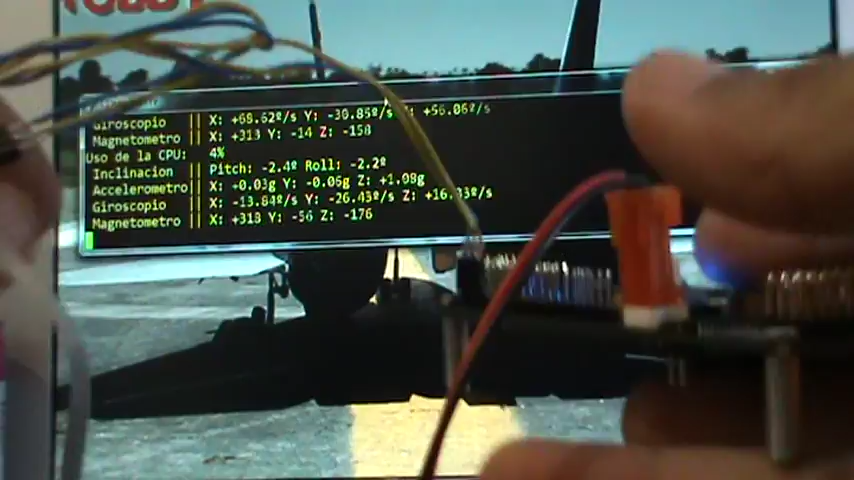 Giroscopio || X: +68.62º/s Y: -30.85º/s Z: +56.06º/s
Magnetometro || X: +313 Y: -14 Z: -158
Uso de la CPU: 4%
Inclinacion || Pitch: -2.4º Roll: -2.2º
Acelerometro || X: +0.03g Y: -0.06g Z: +1.08g
Giroscopio || X: -13.84º/s Y: -26.43º/s Z: +16.03º/s
Magnetometro || X: +318 Y: -56 Z: -176